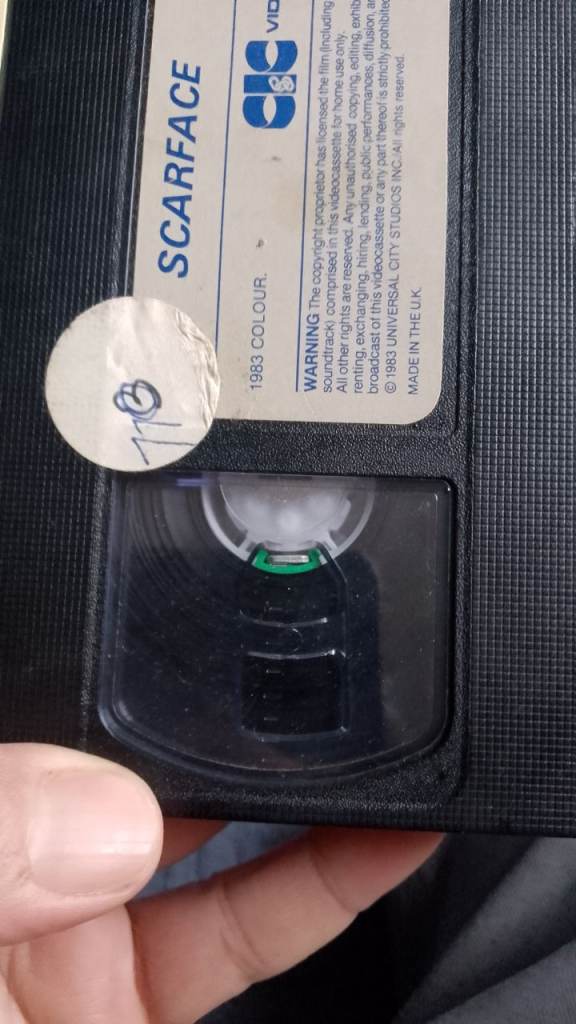 SCARFACE
CIC VID
1983 COLOUR.
WARNING The copyright proprietor has licensed the film (including
soundtrack) comprised in this videocassette for home use only.
All other rights are reserved. Any unauthorised copying, editing, exhib
renting, exchanging, hiring, lending, public performances, diffusion, a
broadcast of this videocassette or any part thereof is strictly prohibited
© 1983 UNIVERSAL CITY STUDIOS INC. All rights reserved.
MADE IN THE U.K.